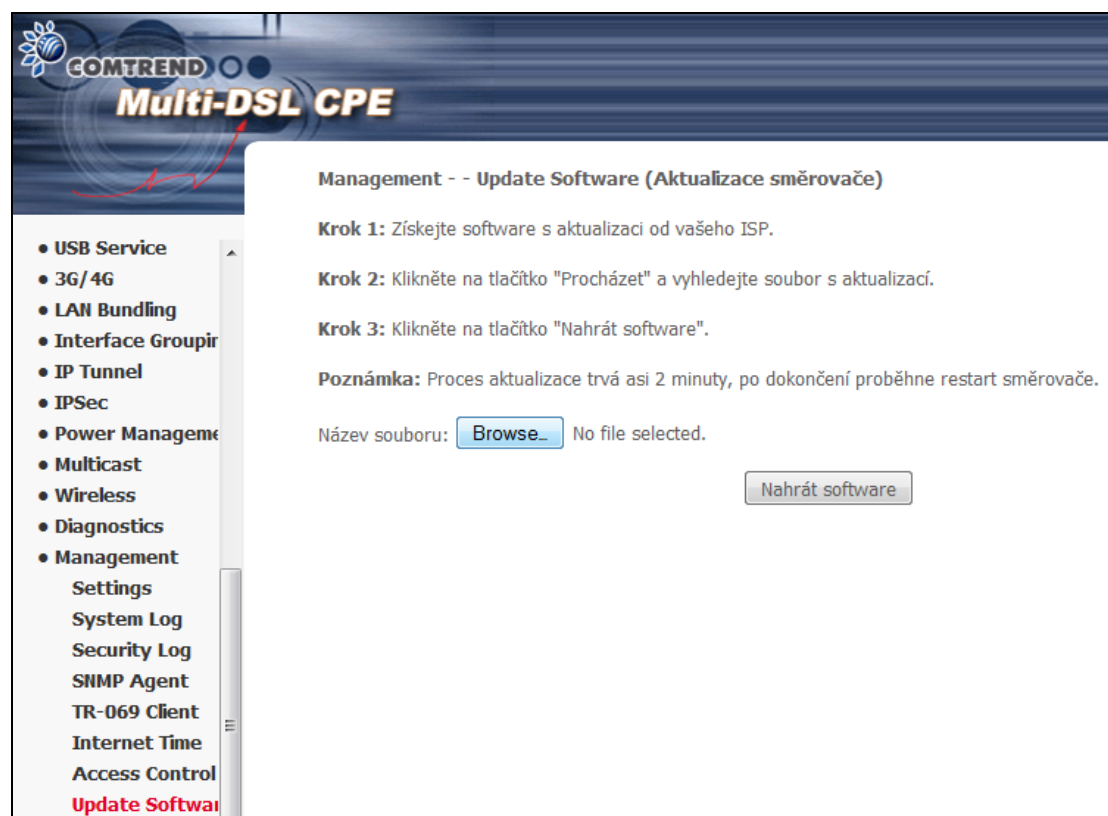 COMTREND
Multi-DSL CPE
Management - - Update Software (Aktualizace směrovače)
Krok 1: Získejte software s aktualizaci od vašeho ISP.
Krok 2: Klikněte na tlačítko "Procházet" a vyhledejte soubor s aktualizací.
Krok 3: Klikněte na tlačítko "Nahrát software".
Poznámka: Proces aktualizace trvá asi 2 minuty, po dokončení proběhne restart směrovače.
Název souboru: Browse… No file selected.
Nahrát software
• USB Service
• 3G/4G
• LAN Bundling
• Interface Groupin
• IP Tunnel
• IPSec
• Power Manageme
• Multicast
• Wireless
• Diagnostics
• Management
Settings
System Log
Security Log
SNMP Agent
TR-069 Client
Internet Time
Access Control
Update Softwar